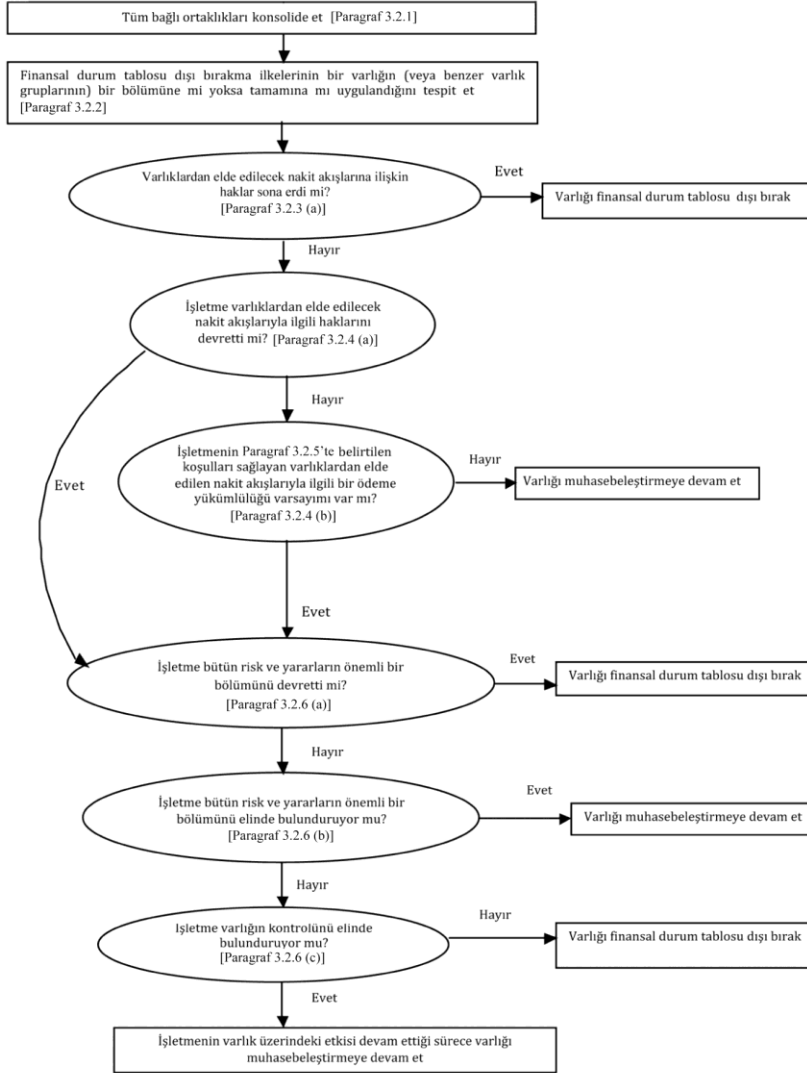 Tüm bağlı ortaklıkları konsolide et [Paragraf 3.2.1]
Finansal durum tablosu dışı bırakma ilkelerinin bir varlığın (veya benzer varlık
gruplarının) bir bölümüne mi yoksa tamamına mı uygulandığını tespit et
[Paragraf 3.2.2]
Varlıklardan elde edilecek nakit akışlarına ilişkin
haklar sona erdi mi?
[Paragraf 3.2.3 (a)]
Evet
Varlığı finansal durum tablosu dışı bırak
Hayır
İşletme varlıklardan elde edilecek
nakit akışlarıyla ilgili haklarını
devretti mi? [Paragraf 3.2.4 (a)]
Hayır
Evet
İşletmenin Paragraf 3.2.5'te belirtilen
koşulları sağlayan varlıklardan elde
edilen nakit akışlarıyla ilgili bir ödeme
yükümlülüğü varsayımı var mı?
[Paragraf 3.2.4 (b)]
Hayır
Varlığı muhasebeleştirmeye devam et
Evet
İşletme bütün risk ve yararların önemli bir
bölümünü devretti mi?
[Paragraf 3.2.6 (a)]
Evet
Varlığı finansal durum tablosu dışı bırak
Hayır
İşletme bütün risk ve yararların önemli bir
bölümünü elinde bulunduruyor mu?
[Paragraf 3.2.6 (b)]
Evet
Varlığı muhasebeleştirmeye devam et
Hayır
İşletme varlığın kontrolünü elinde
bulunduruyor mu?
[Paragraf 3.2.6 (c)]
Hayır
Varlığı finansal durum tablosu dışı bırak
Evet
İşletmenin varlık üzerindeki etkisi devam ettiği sürece varlığı
muhasebeleştirmeye devam et